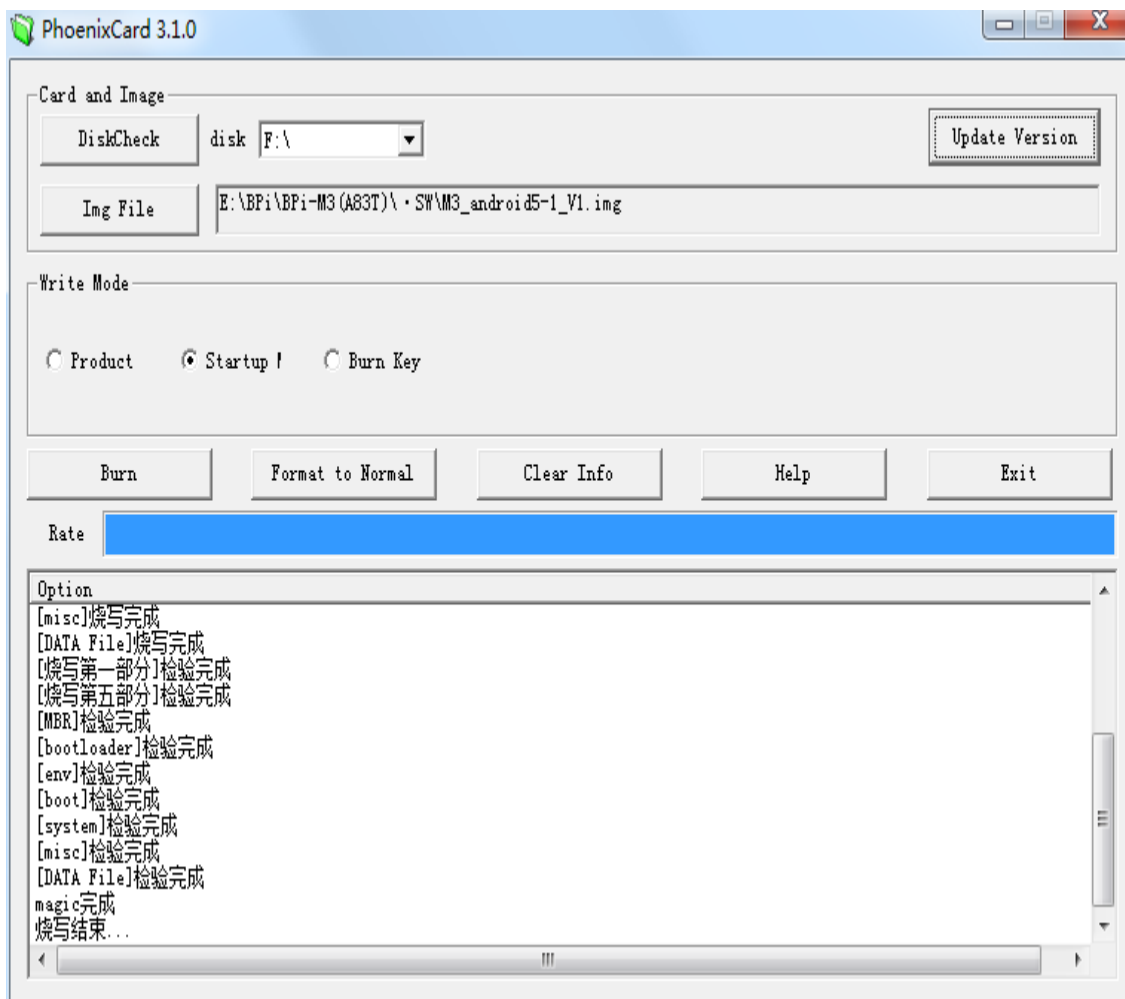 PhoenixCard 3.1.0
Card and Image
DiskCheck disk F:\ Update Version
Img File E:\BPi\BPi-M3(A83T)\·SW\M3_android5-1_V1.img
Write Mode
Product Startup! Burn Key
Burn Format to Normal Clear Info Help Exit
Rate
Option
[misc]烧写完成
[DATA File]烧写完成
[烧写第一部分]检验完成
[烧写第五部分]检验完成
[MBR]检验完成
[bootloader]检验完成
[env]检验完成
[boot]检验完成
[system]检验完成
[misc]检验完成
[DATA File]检验完成
magic完成
烧写结束...